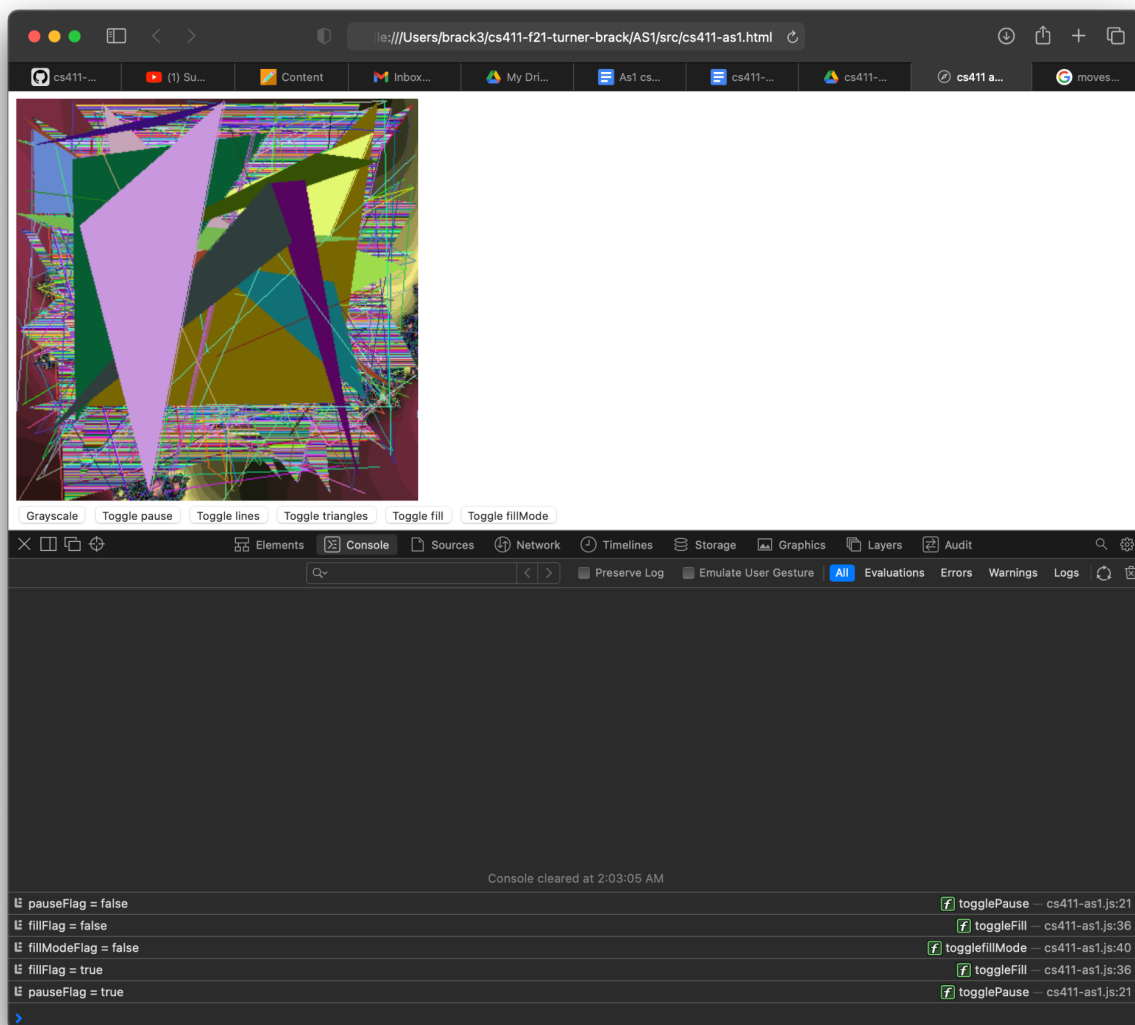 le:///Users/brack3/cs411-f21-turner-brack/AS1/src/cs411-as1.html
cs411-... (1) Su... Content Inbox... My Dri... As1 cs... cs411-... cs411-... cs411 a... moves...
Grayscale Toggle pause Toggle lines Toggle triangles Toggle fill Toggle fillMode
Elements Console Sources Network Timelines Storage Graphics Layers Audit
Preserve Log Emulate User Gesture All Evaluations Errors Warnings Logs
Console cleared at 2:03:05 AM
pauseFlag = false f togglePause — cs411-as1.js:21
fillFlag = false f toggleFill — cs411-as1.js:36
fillModeFlag = false f togglefillMode — cs411-as1.js:40
fillFlag = true f toggleFill — cs411-as1.js:36
pauseFlag = true f togglePause — cs411-as1.js:21